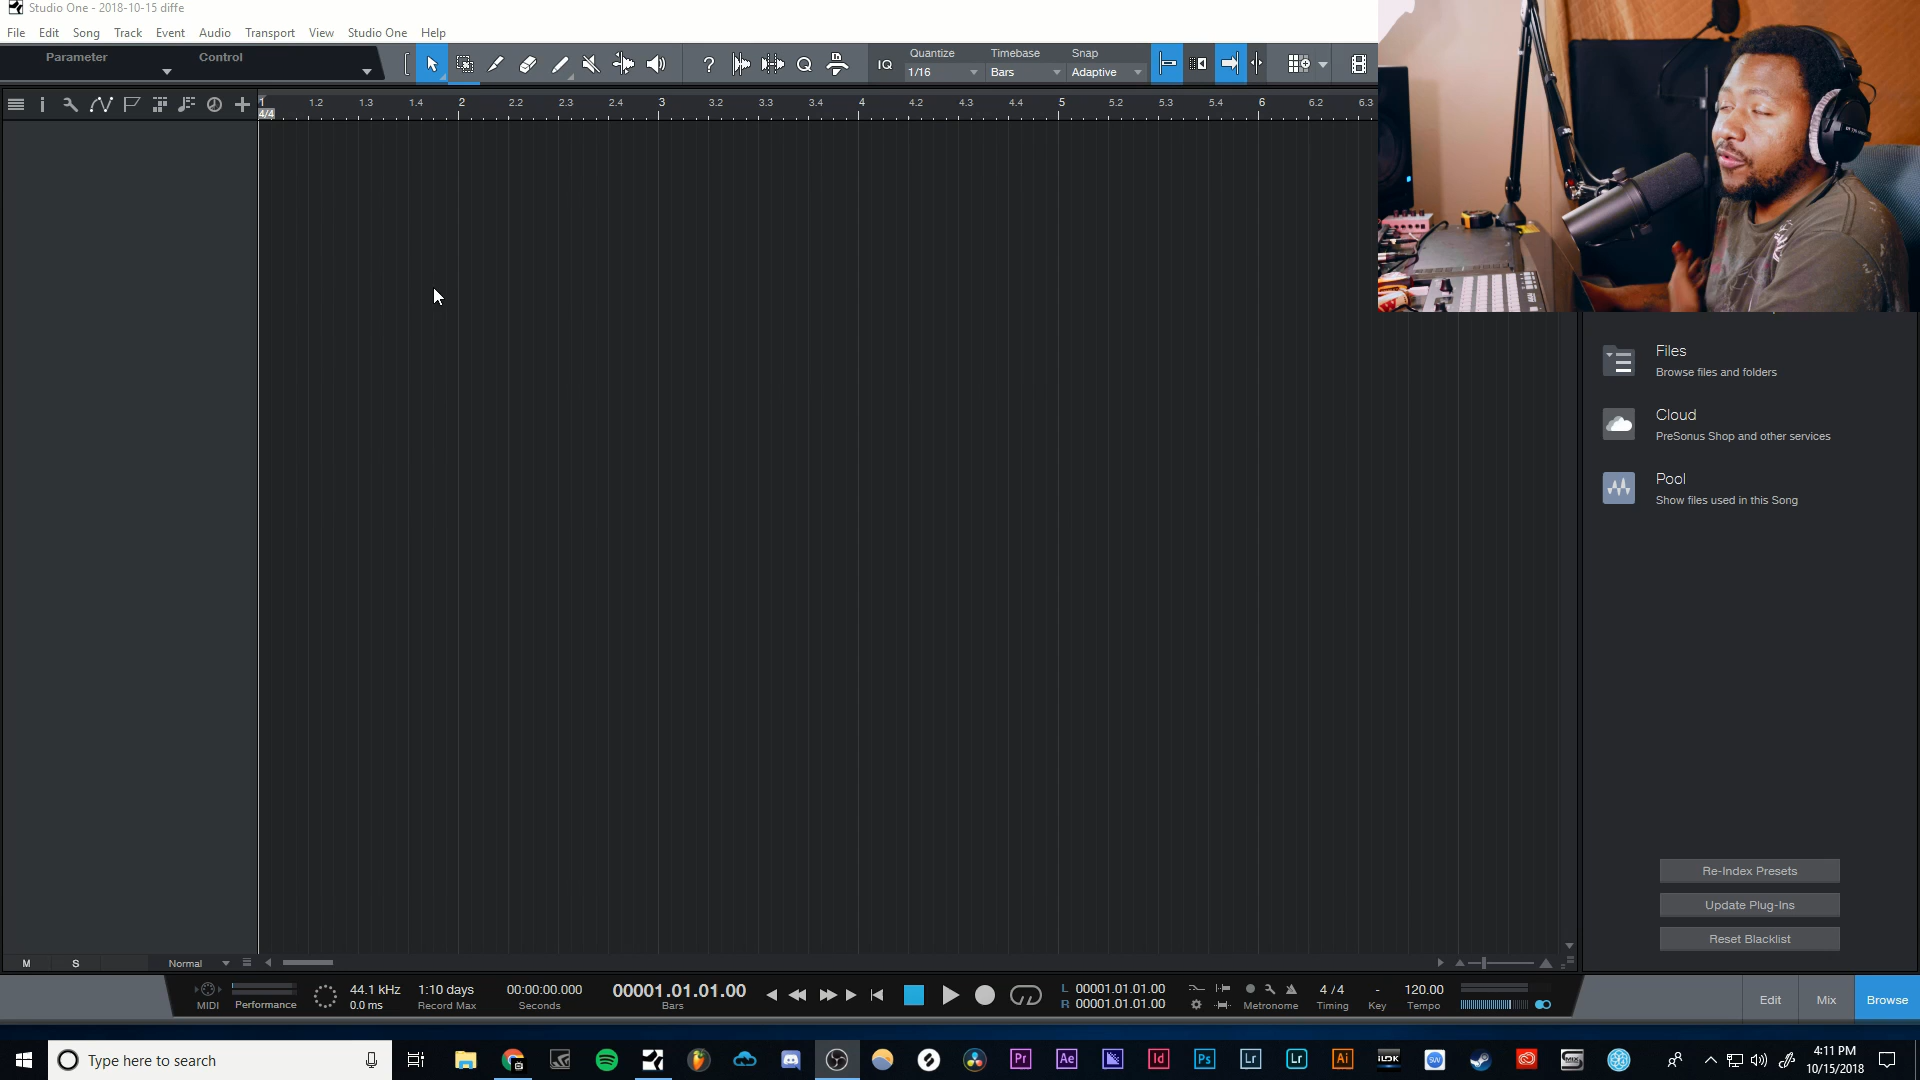 Studio One - 2018-10-15 diffe
File Edit Song Track Event Audio Transport View Studio One Help
Parameter Control
Quantize Timebase Snap
IQ 1/16 Bars Adaptive
1 1.2 1.3 1.4 2 2.2 2.3 2.4 3 3.2 3.3 3.4 4 4.2 4.3 4.4 5 5.2 5.3 5.4 6 6.2 6.3
4/4
Files
Browse files and folders
Cloud
PreSonus Shop and other services
Pool
Show files used in this Song
Re-Index Presets
Update Plug-Ins
Reset Blacklist
M S Normal
44.1 kHz 1:10 days 00:00:00.000 00001.01.01.00 L 00001.01.01.00 4 / 4 - 120.00
MIDI Performance 0.0 ms Record Max Seconds Bars R 00001.01.01.00 Metronome Timing Key Tempo
Edit Mix Browse
Type here to search
Pr Ae Id Ps Lr Lr Ai
4:11 PM
10/15/2018